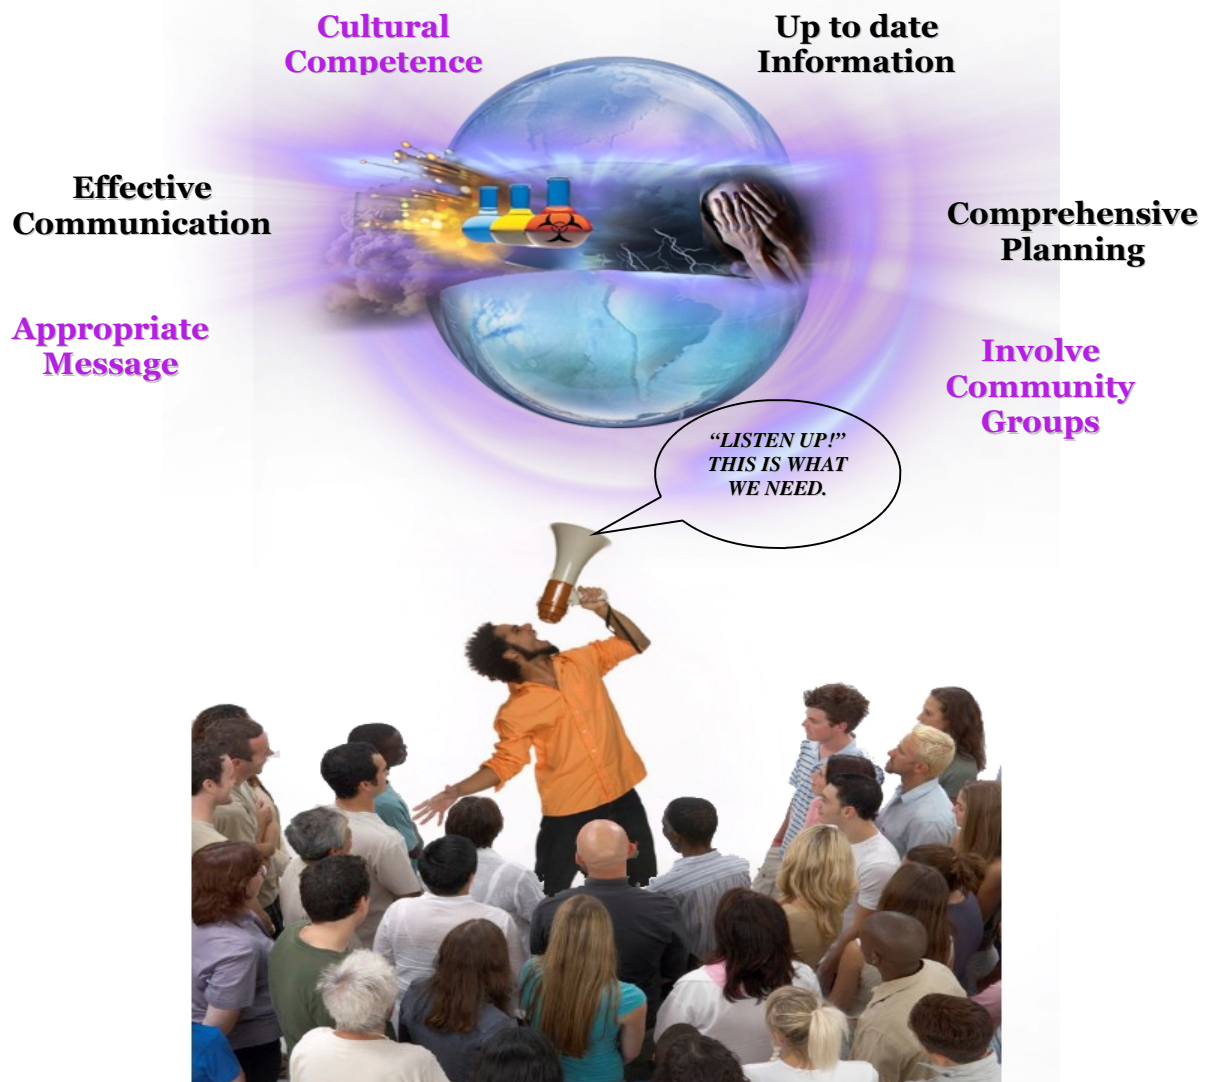 Cultural
Competence
Up to date
Information
Effective
Communication
Comprehensive
Planning
Appropriate
Message
Involve
Community
Groups
“LISTEN UP!”
THIS IS WHAT
WE NEED.